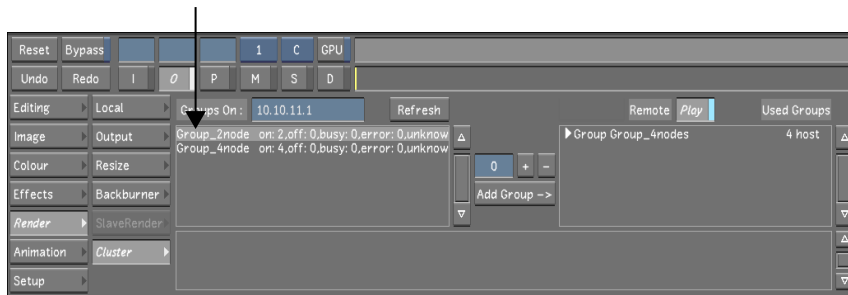 Reset Bypass 1 C GPU
Undo Redo I O P M S D
Editing Local Groups On : 10.10.11.1 Refresh Remote Play Used Groups
Image Output Group_2node on: 2,off: 0,busy: 0,error: 0,unknow Group Group_4nodes 4 host
Group_4node on: 4,off: 0,busy: 0,error: 0,unknow
Colour Resize 0 + -
Effects Backburner Add Group ->
Render SlaveRender
Animation Cluster
Setup